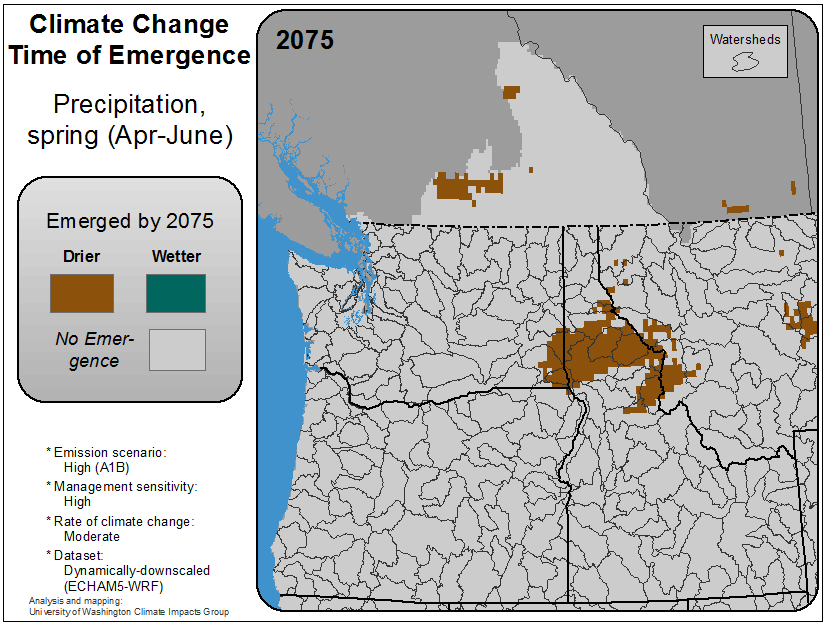 Climate Change
Time of Emergence
Precipitation,
spring (Apr-June)
Emerged by 2075
Drier Wetter
No Emer-
gence
* Emission scenario:
High (A1B)
* Management sensitivity:
High
* Rate of climate change:
Moderate
* Dataset:
Dynamically-downscaled
(ECHAM5-WRF)
Analysis and mapping:
University of Washington Climate Impacts Group
2075
Watersheds